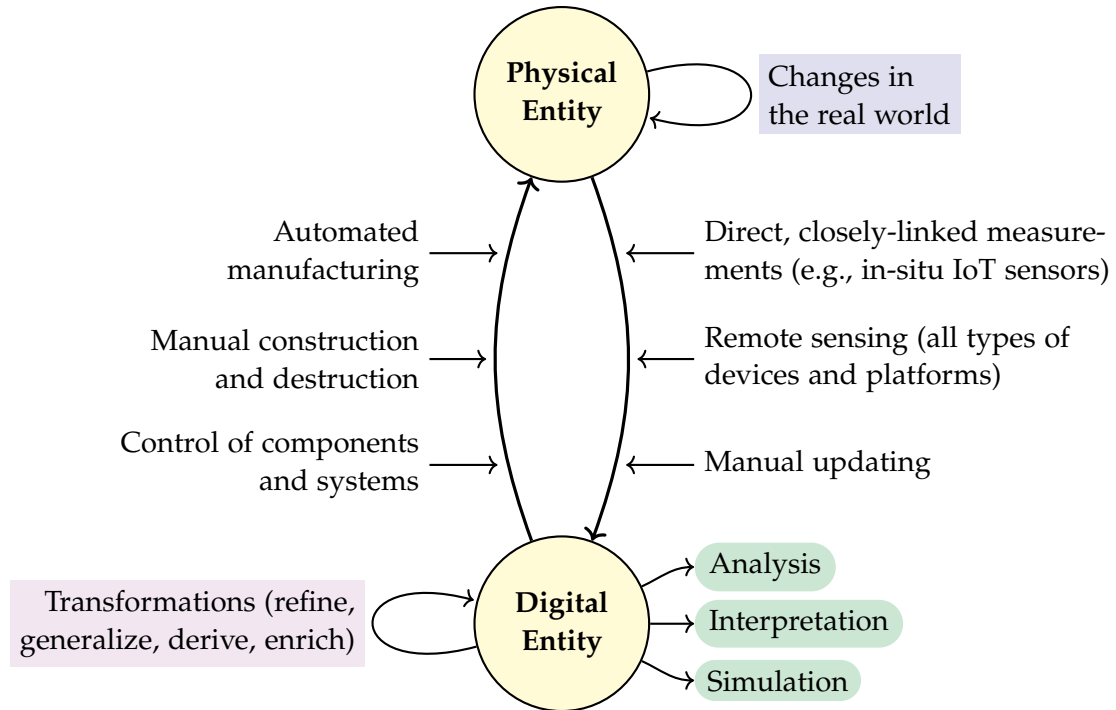 Physical
Entity
Changes in
the real world
Automated
manufacturing
Direct, closely-linked measure-
ments (e.g., in-situ IoT sensors)
Manual construction
and destruction
Remote sensing (all types of
devices and platforms)
Control of components
and systems
Manual updating
Transformations (refine,
generalize, derive, enrich)
Digital
Entity
Analysis
Interpretation
Simulation